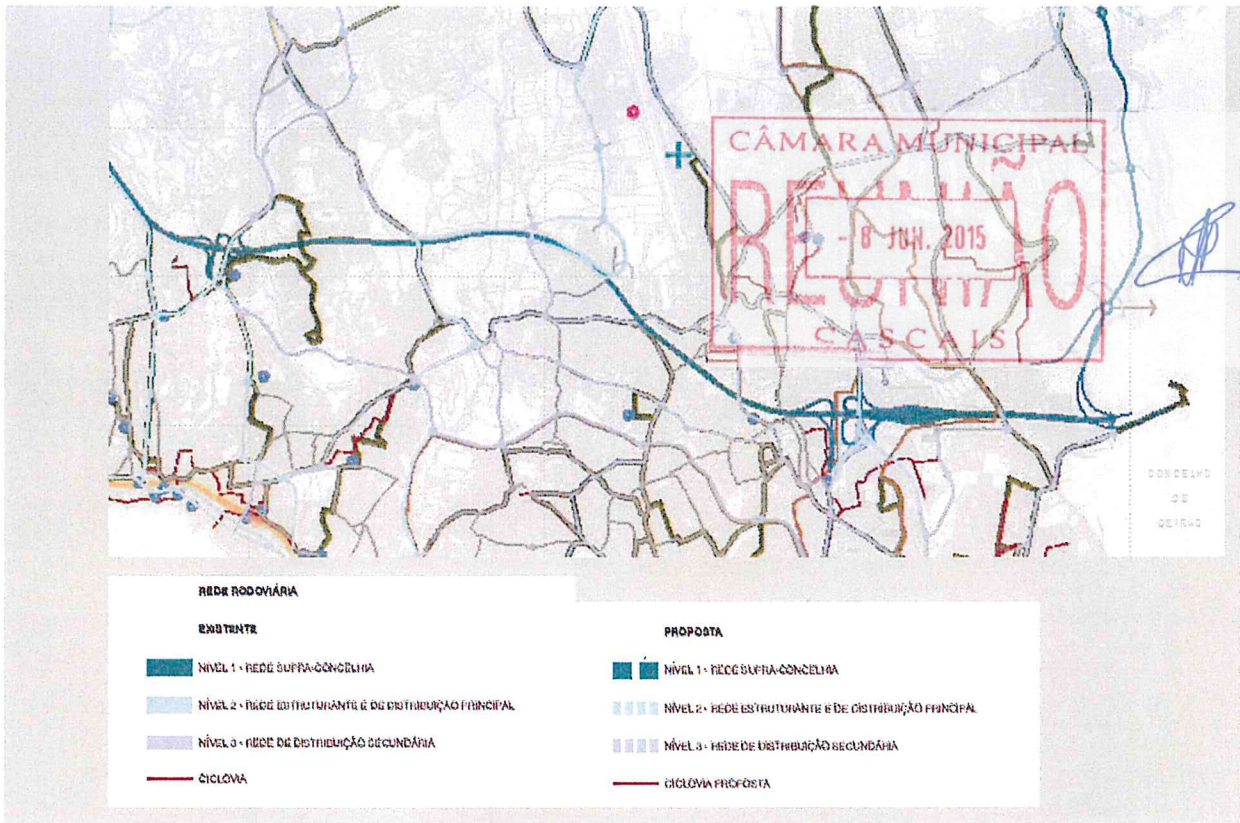 CÂMARA MUNICIPAL
REUNIÃO
- 8 JUN. 2015
CASCAIS
CONCELHO
DE
OEIRAS
REDE RODOVIÁRIA
EXISTENTE
NÍVEL 1 - REDE SUPRA-CONCELHIA
NÍVEL 2 - REDE ESTRUTURANTE E DE DISTRIBUIÇÃO PRINCIPAL
NÍVEL 3 - REDE DE DISTRIBUIÇÃO SECUNDÁRIA
CICLOVIA
PROPOSTA
NÍVEL 1 - REDE SUPRA-CONCELHIA
NÍVEL 2 - REDE ESTRUTURANTE E DE DISTRIBUIÇÃO PRINCIPAL
NÍVEL 3 - REDE DE DISTRIBUIÇÃO SECUNDÁRIA
CICLOVIA PROPOSTA